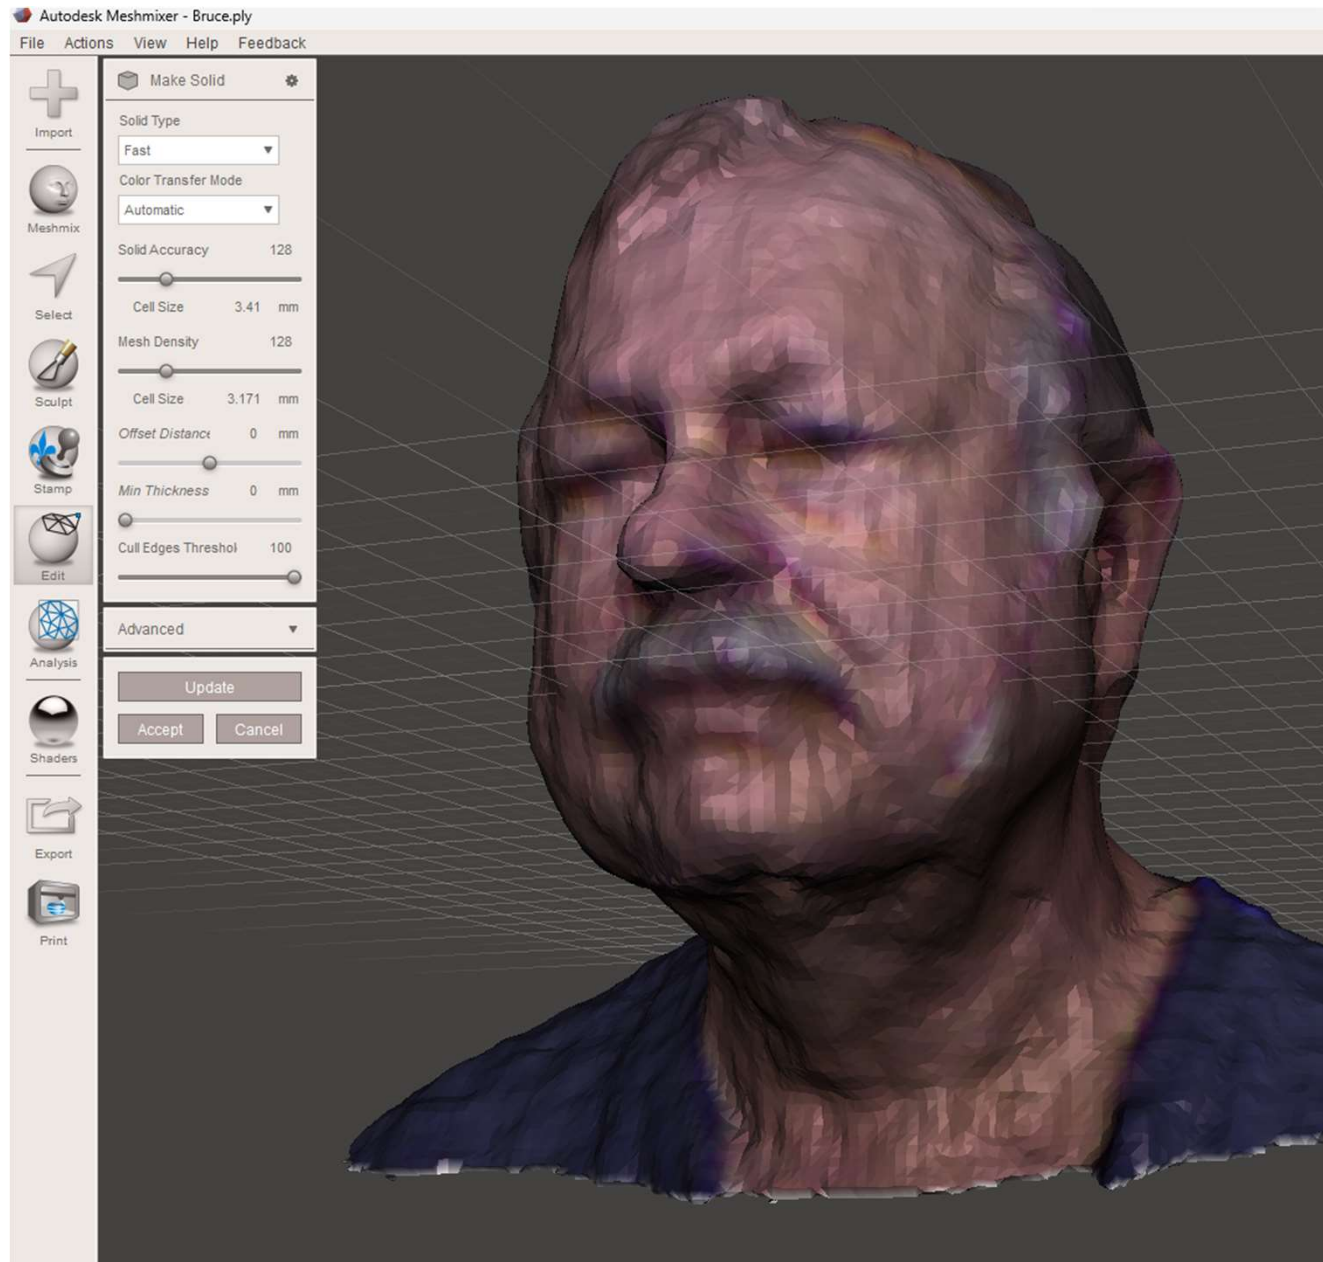 Autodesk Meshmixer - Bruce.ply
File Actions View Help Feedback
Import
Meshmix
Select
Sculpt
Stamp
Edit
Analysis
Shaders
Export
Print
Make Solid
Solid Type
Fast
Color Transfer Mode
Automatic
Solid Accuracy 128
Cell Size 3.41 mm
Mesh Density 128
Cell Size 3.171 mm
Offset Distance 0 mm
Min Thickness 0 mm
Cull Edges Threshol 100
Advanced
Update
Accept Cancel